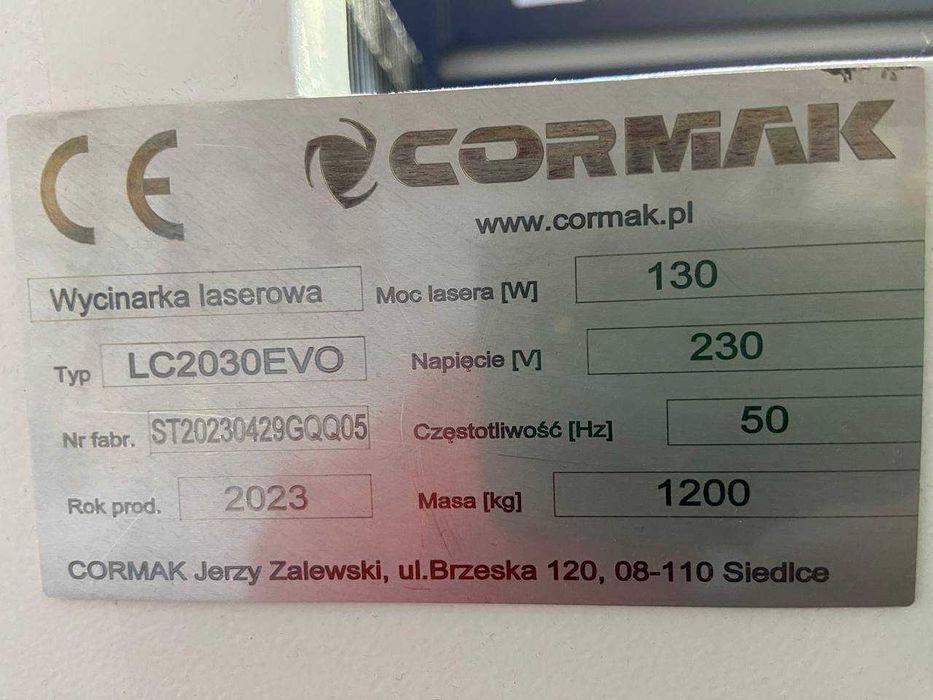 CE CORMAK
www.cormak.pl
Wycinarka laserowa Moc lasera [W] 130
Typ LC2030EVO Napięcie [V] 230
Nr fabr. ST20230429GQQ05 Częstotliwość [Hz] 50
Rok prod. 2023 Masa [kg] 1200
CORMAK Jerzy Zalewski, ul.Brzeska 120, 08-110 Siedlce